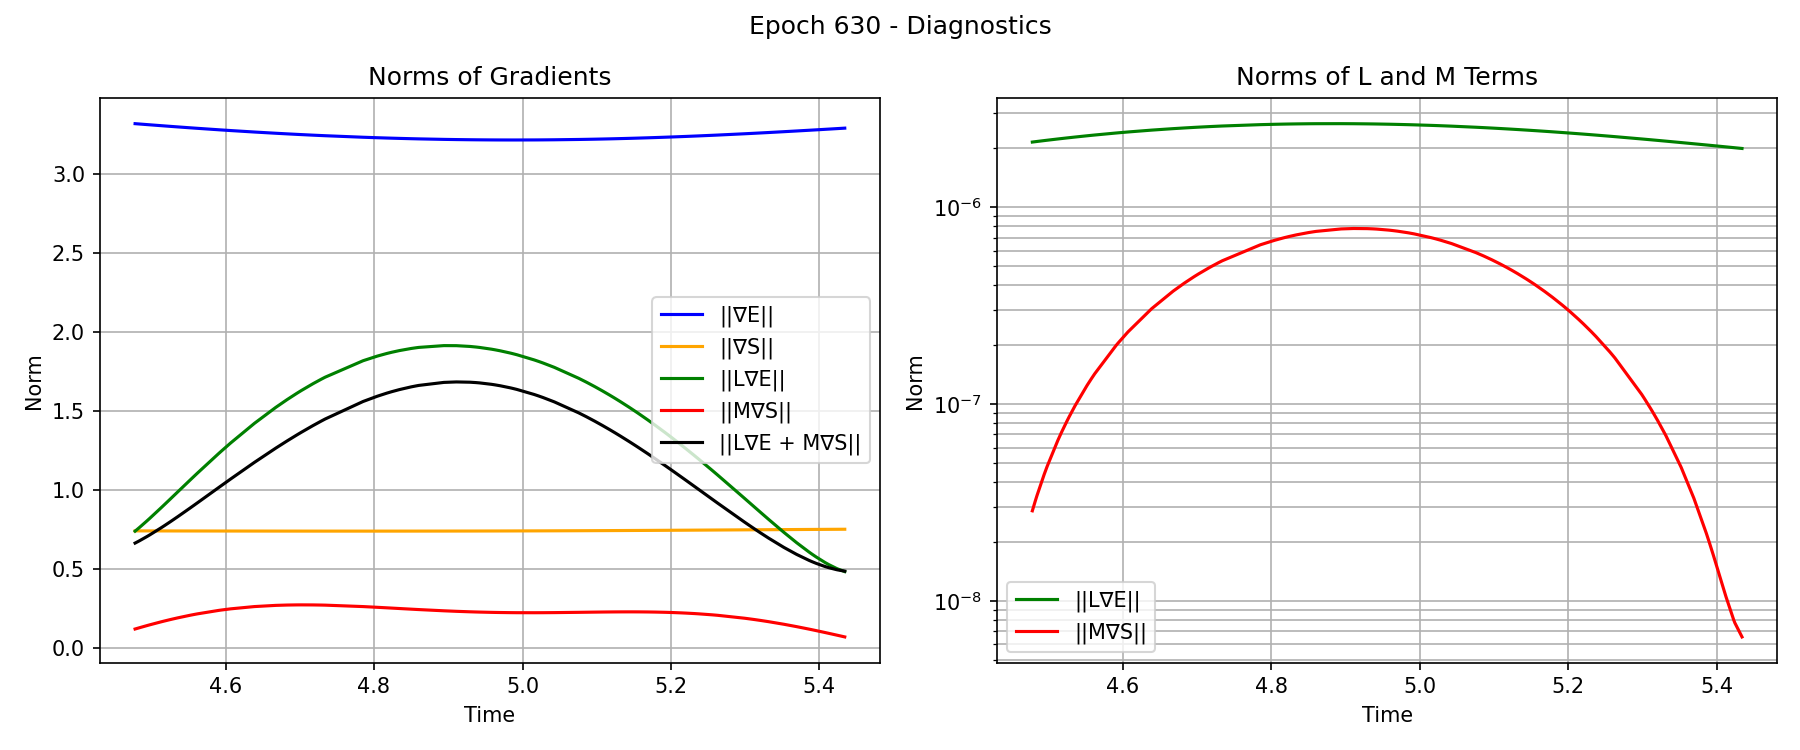 Epoch 630 - Diagnostics
Norms of Gradients
Norm
3.0
2.5
2.0
1.5
1.0
0.5
0.0
||∇E||
||∇S||
||L∇E||
||M∇S||
||L∇E + M∇S||
4.6
4.8
5.0
5.2
5.4
Time
Norms of L and M Terms
Norm
10⁻⁶
10⁻⁷
10⁻⁸
||L∇E||
||M∇S||
4.6
4.8
5.0
5.2
5.4
Time